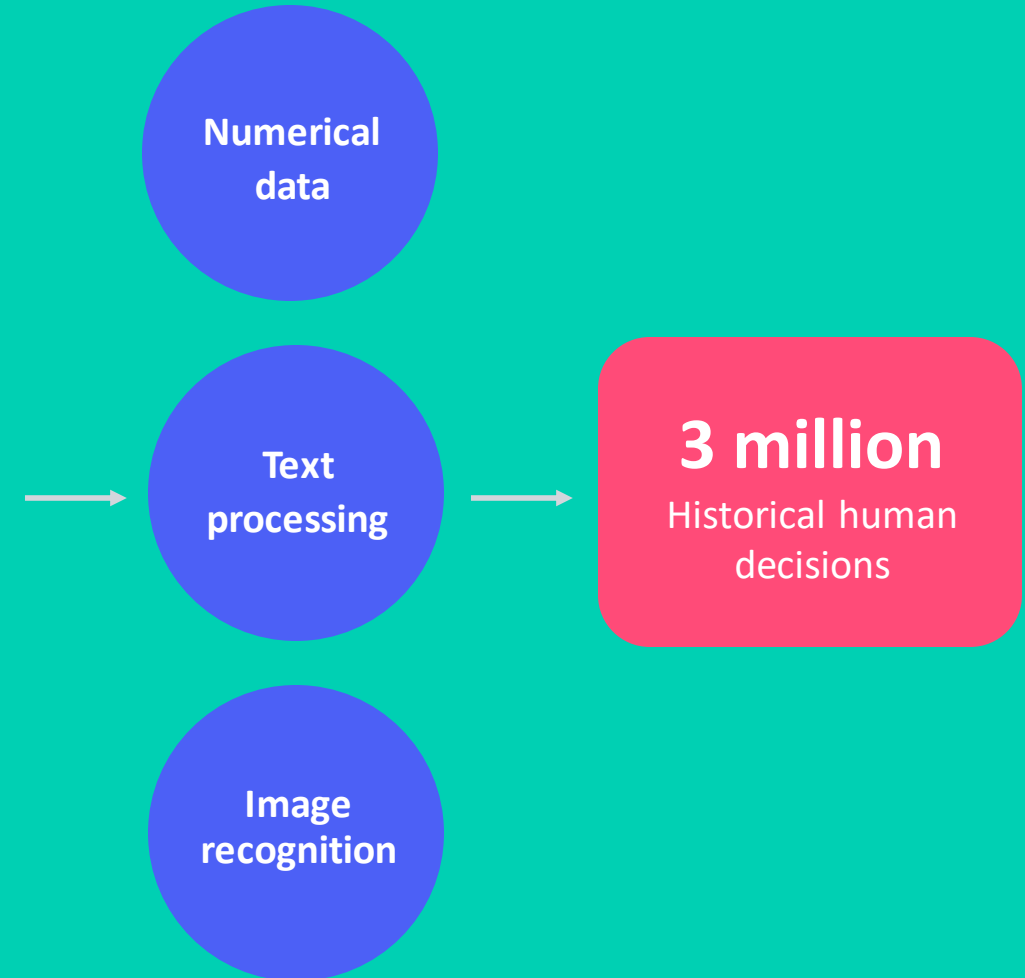 Numerical
data
Text
processing
3 million
Historical human
decisions
Image
recognition